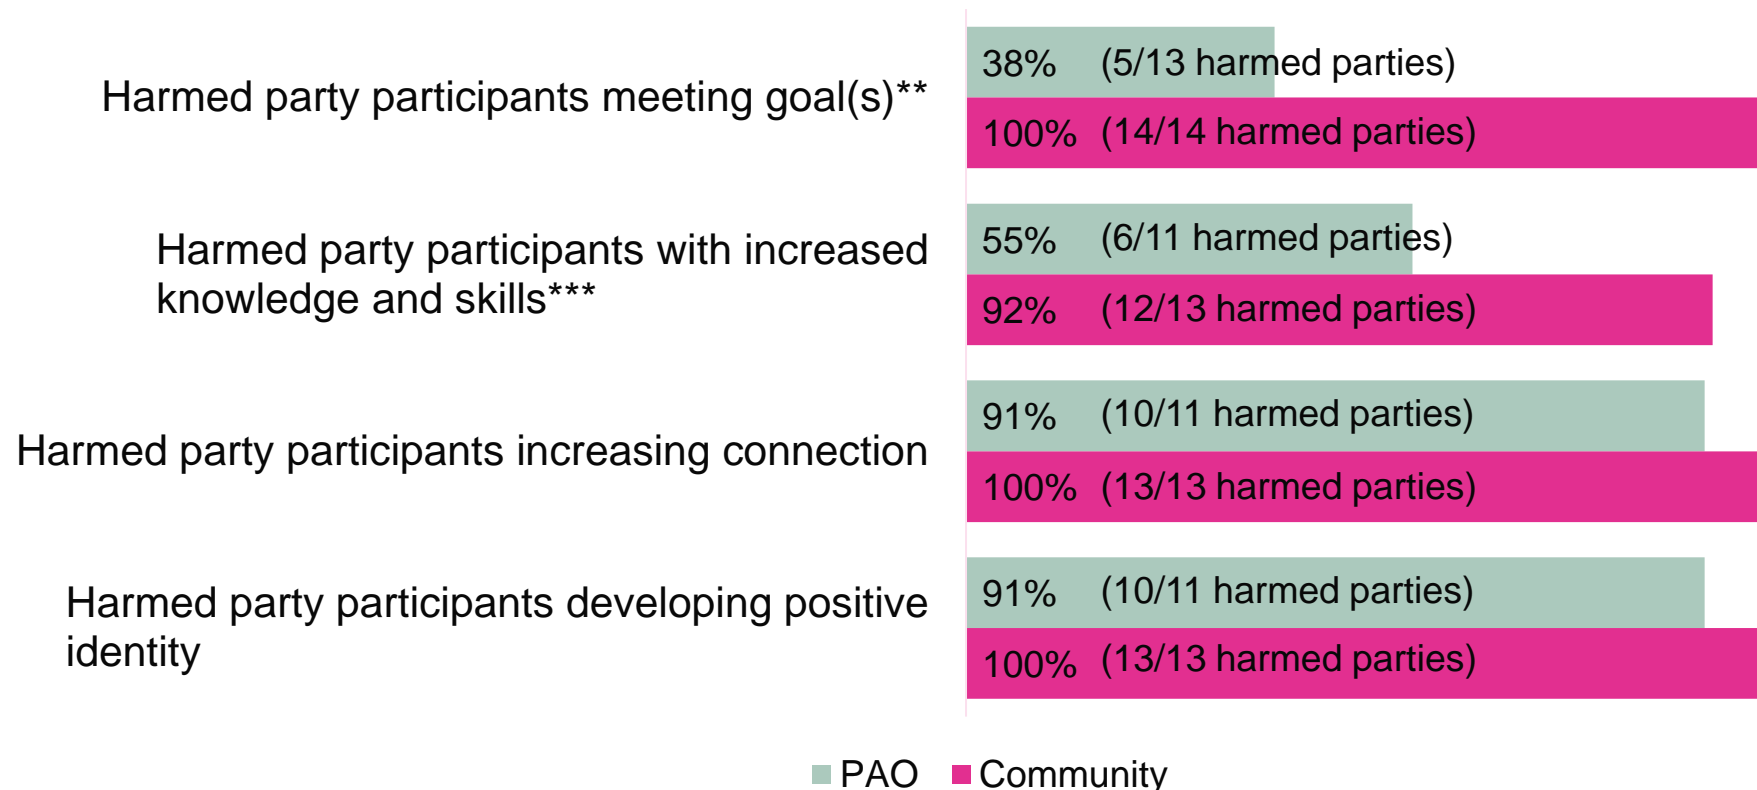 38% (5/13 harmed parties)
Harmed party participants meeting goal(s)**
100% (14/14 harmed parties)
55% (6/11 harmed parties)
Harmed party participants with increased
knowledge and skills***
92% (12/13 harmed parties)
91% (10/11 harmed parties)
Harmed party participants increasing connection
100% (13/13 harmed parties)
91% (10/11 harmed parties)
Harmed party participants developing positive
identity
100% (13/13 harmed parties)
PAO Community